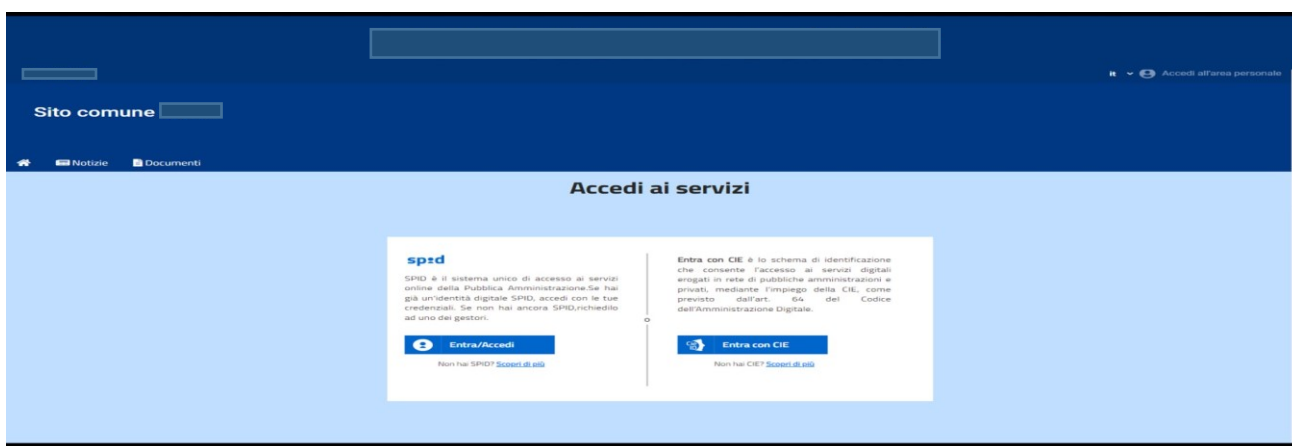 it Accedi all'area personale
Sito comune
Notizie Documenti
Accedi ai servizi
spid
SPID è il sistema unico di accesso ai servizi
online della Pubblica Amministrazione.Se hai
già un'identità digitale SPID, accedi con le tue
credenziali. Se non hai ancora SPID,richiedilo
ad uno dei gestori.
Entra/Accedi
Non hai SPID? Scopri di più
o
Entra con CIE è lo schema di identificazione
che consente l'accesso ai servizi digitali
erogati in rete di pubbliche amministrazioni e
privati, mediante l'impiego della CIE, come
previsto dall'art. 64 del Codice
dell'Amministrazione Digitale.
Entra con CIE
Non hai CIE? Scopri di più